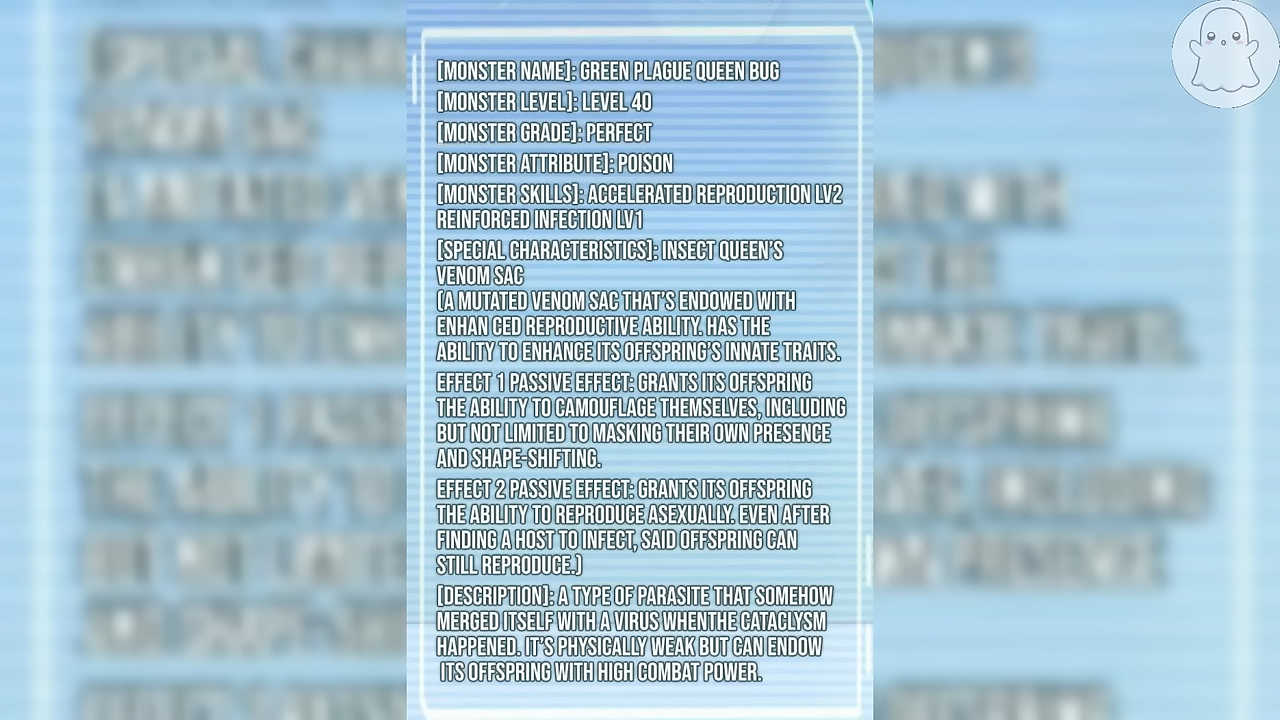 [MONSTER NAME]: GREEN PLAGUE QUEEN BUG
[MONSTER LEVEL]: LEVEL 40
[MONSTER GRADE]: PERFECT
[MONSTER ATTRIBUTE]: POISON
[MONSTER SKILLS]: ACCELERATED REPRODUCTION LV2
REINFORCED INFECTION LV1
[SPECIAL CHARACTERISTICS]: INSECT QUEEN'S
VENOM SAC
(A MUTATED VENOM SAC THAT'S ENDOWED WITH
ENHAN CED REPRODUCTIVE ABILITY. HAS THE
ABILITY TO ENHANCE ITS OFFSPRING'S INNATE TRAITS.
EFFECT 1 PASSIVE EFFECT: GRANTS ITS OFFSPRING
THE ABILITY TO CAMOUFLAGE THEMSELVES, INCLUDING
BUT NOT LIMITED TO MASKING THEIR OWN PRESENCE
AND SHAPE-SHIFTING.
EFFECT 2 PASSIVE EFFECT: GRANTS ITS OFFSPRING
THE ABILITY TO REPRODUCE ASEXUALLY. EVEN AFTER
FINDING A HOST TO INFECT, SAID OFFSPRING CAN
STILL REPRODUCE.)
[DESCRIPTION]: A TYPE OF PARASITE THAT SOMEHOW
MERGED ITSELF WITH A VIRUS WHENTHE CATACLYSM
HAPPENED. IT'S PHYSICALLY WEAK BUT CAN ENDOW
ITS OFFSPRING WITH HIGH COMBAT POWER.